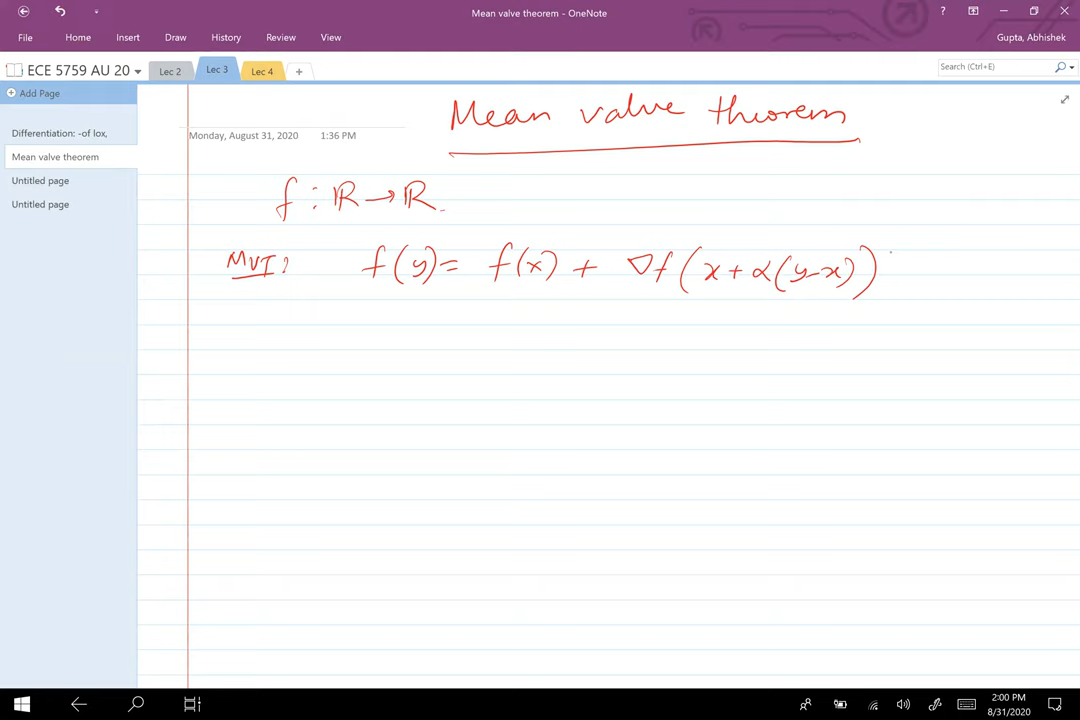 Mean valve theorem - OneNote
File Home Insert Draw History Review View
Gupta, Abhishek
ECE 5759 AU 20
Lec 2
Lec 3
Lec 4
Search (Ctrl+E)
Add Page
Differentiation: -of lox,
Mean valve theorem
Untitled page
Untitled page
Mean value theorem
Monday, August 31, 2020 1:36 PM
f : ℝ → ℝ
MVT: f(y) = f(x) + ∇f(x + α(y-x))
2:00 PM
8/31/2020